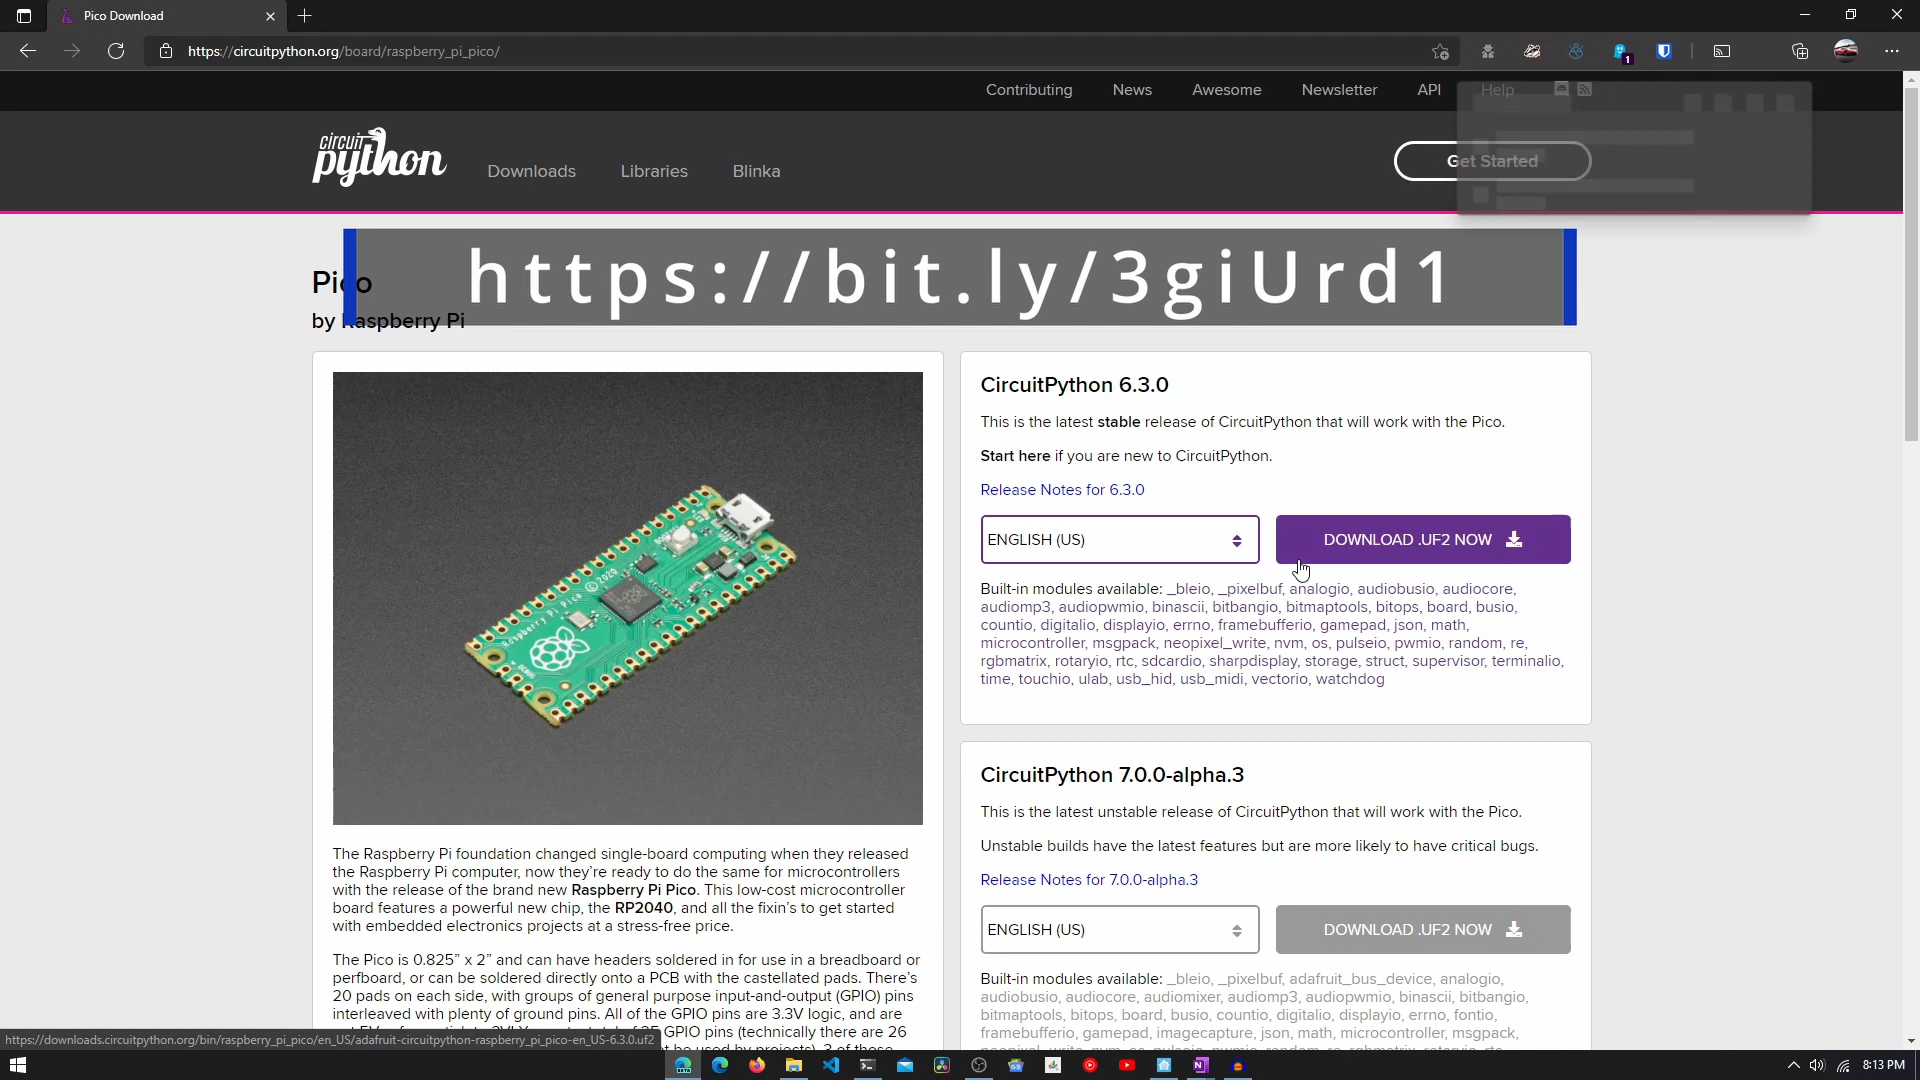 Pico Download
https://circuitpython.org/board/raspberry_pi_pico/
1
Contributing News Awesome Newsletter API Help
circuit
python
Downloads Libraries Blinka
Get Started
https://bit.ly/3giUrd1
Pico
by Raspberry Pi
Raspberry Pi Pico © 2020
BOOTSEL
The Raspberry Pi foundation changed single-board computing when they released
the Raspberry Pi computer, now they're ready to do the same for microcontrollers
with the release of the brand new Raspberry Pi Pico. This low-cost microcontroller
board features a powerful new chip, the RP2040, and all the fixin's to get started
with embedded electronics projects at a stress-free price.
The Pico is 0.825” x 2” and can have headers soldered in for use in a breadboard or
perfboard, or can be soldered directly onto a PCB with the castellated pads. There's
20 pads on each side, with groups of general purpose input-and-output (GPIO) pins
interleaved with plenty of ground pins. All of the GPIO pins are 3.3V logic, and are
GPIO pins (technically there are 26
CircuitPython 6.3.0
This is the latest stable release of CircuitPython that will work with the Pico.
Start here if you are new to CircuitPython.
Release Notes for 6.3.0
ENGLISH (US)
DOWNLOAD .UF2 NOW
Built-in modules available: _bleio, _pixelbuf, analogio, audiobusio, audiocore,
audiomp3, audiopwmio, binascii, bitbangio, bitmaptools, bitops, board, busio,
countio, digitalio, displayio, errno, framebufferio, gamepad, json, math,
microcontroller, msgpack, neopixel_write, nvm, os, pulseio, pwmio, random, re,
rgbmatrix, rotaryio, rtc, sdcardio, sharpdisplay, storage, struct, supervisor, terminalio,
time, touchio, ulab, usb_hid, usb_midi, vectorio, watchdog
CircuitPython 7.0.0-alpha.3
This is the latest unstable release of CircuitPython that will work with the Pico.
Unstable builds have the latest features but are more likely to have critical bugs.
Release Notes for 7.0.0-alpha.3
ENGLISH (US)
DOWNLOAD .UF2 NOW
Built-in modules available: _bleio, _pixelbuf, adafruit_bus_device, analogio,
audiobusio, audiocore, audiomixer, audiomp3, audiopwmio, binascii, bitbangio,
bitmaptools, bitops, board, busio, countio, digitalio, displayio, errno, fontio,
framebufferio, gamepad, imagecapture, json, math, microcontroller, msgpack,
https://downloads.circuitpython.org/bin/raspberry_pi_pico/en_US/adafruit-circuitpython-raspberry_pi_pico-en_US-6.3.0.uf2
8:13 PM